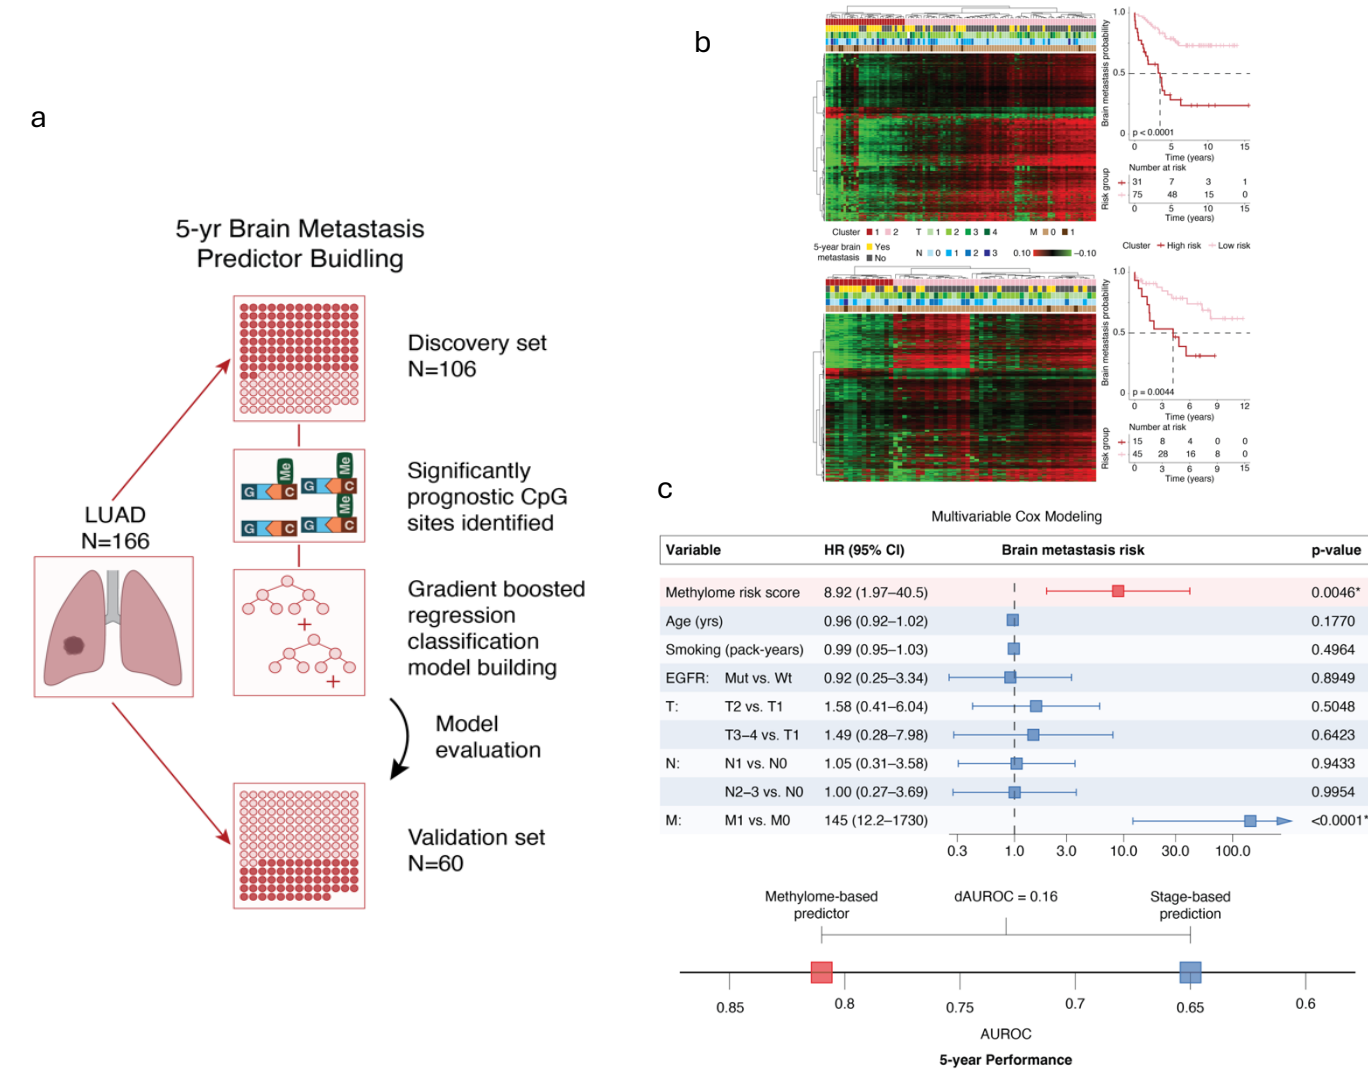 a
5-yr Brain Metastasis
Predictor Buidling
Discovery set
N=106
Me
Me
G C G C
Me
G C G C
Significantly
prognostic CpG
sites identified
LUAD
N=166
Gradient boosted
regression
classification
model building
+
+
Model
evaluation
Validation set
N=60
b
Cluster 1 2 T 1 2 3 4 M 0 1
5-year brain
metastasis
Yes
No
N 0 1 2 3 0.10 −0.10
Brain metastasis probability
1.0
0.5
0
p < 0.0001
0 5 10 15
Time (years)
Number at risk
Risk group
31 7 3 1
75 48 15 0
0 5 10 15
Time (years)
Cluster High risk Low risk
Brain metastasis probability
1.0
0.5
0
p = 0.0044
0 3 6 9 12
Time (years)
Number at risk
Risk group
15 8 4 0 0
45 28 16 8 0
0 5 6 9 15
Time (years)
c
Multivariable Cox Modeling
Variable HR (95% CI) Brain metastasis risk p-value
Methylome risk score 8.92 (1.97–40.5) 0.0046*
Age (yrs) 0.96 (0.92–1.02) 0.1770
Smoking (pack-years) 0.99 (0.95–1.03) 0.4964
EGFR: Mut vs. Wt 0.92 (0.25–3.34) 0.8949
T: T2 vs. T1 1.58 (0.41–6.04) 0.5048
T3–4 vs. T1 1.49 (0.28–7.98) 0.6423
N: N1 vs. N0 1.05 (0.31–3.58) 0.9433
N2–3 vs. N0 1.00 (0.27–3.69) 0.9954
M: M1 vs. M0 145 (12.2–1730) <0.0001*
0.3 1.0 3.0 10.0 30.0 100.0
Methylome-based
predictor
dAUROC = 0.16
Stage-based
prediction
0.85 0.8 0.75 0.7 0.65 0.6
AUROC
5-year Performance